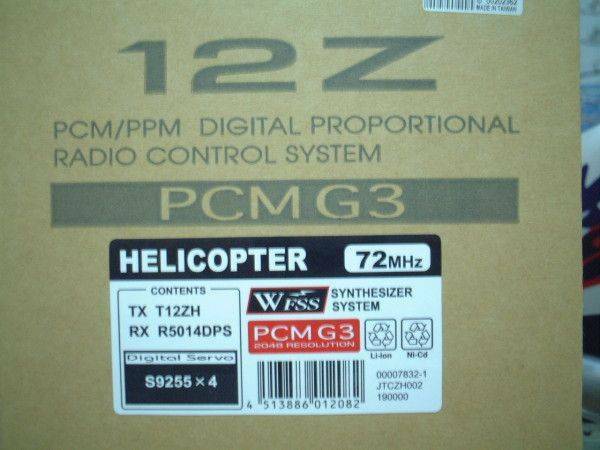 00202362
MADE IN TAIWAN
12Z
PCM/PPM DIGITAL PROPORTIONAL
RADIO CONTROL SYSTEM
PCM G3
HELICOPTER 72MHz
CONTENTS
TX T12ZH
RX R5014DPS
Digital Servo
S9255×4
WFSS SYNTHESIZER
SYSTEM
PCM G3
2048 RESOLUTION
Li-Ion Ni-Cd
4 513886 012082
00007832-1
JTCZH002
190000